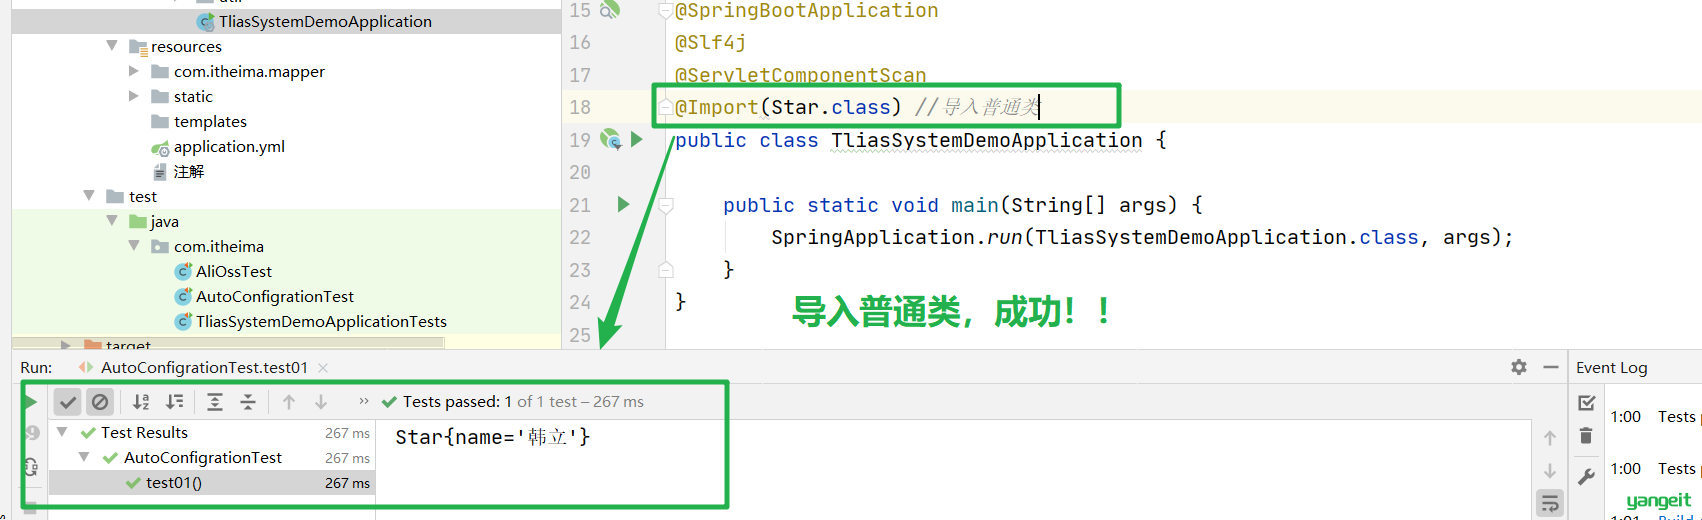 util
TliasSystemDemoApplication
resources
com.itheima.mapper
static
templates
application.yml
注解
test
java
com.itheima
AliOssTest
AutoConfigrationTest
TliasSystemDemoApplicationTests
target
15 @SpringBootApplication
16 @Slf4j
17 @ServletComponentScan
18 @Import(Star.class) //导入普通类
19 public class TliasSystemDemoApplication {
20
21 public static void main(String[] args) {
22 SpringApplication.run(TliasSystemDemoApplication.class, args);
23 }
24 }
25
导入普通类，成功！！
Run: AutoConfigrationTest.test01
Event Log
Tests passed: 1 of 1 test – 267 ms
Test Results 267 ms
AutoConfigrationTest 267 ms
test01() 267 ms
Star{name='韩立'}
1:00 Tests
1:00 Tests
yangeit
1:01 Build